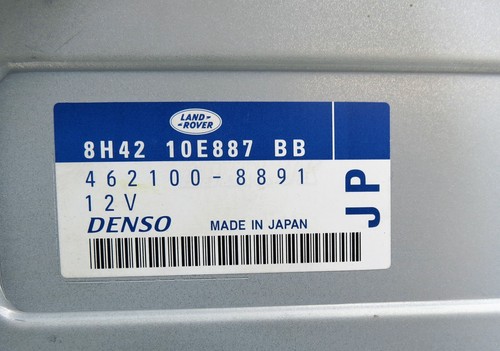 LAND-
ROVER
8H42 10E887 BB
462100-8891
12V
DENSO MADE IN JAPAN
JP